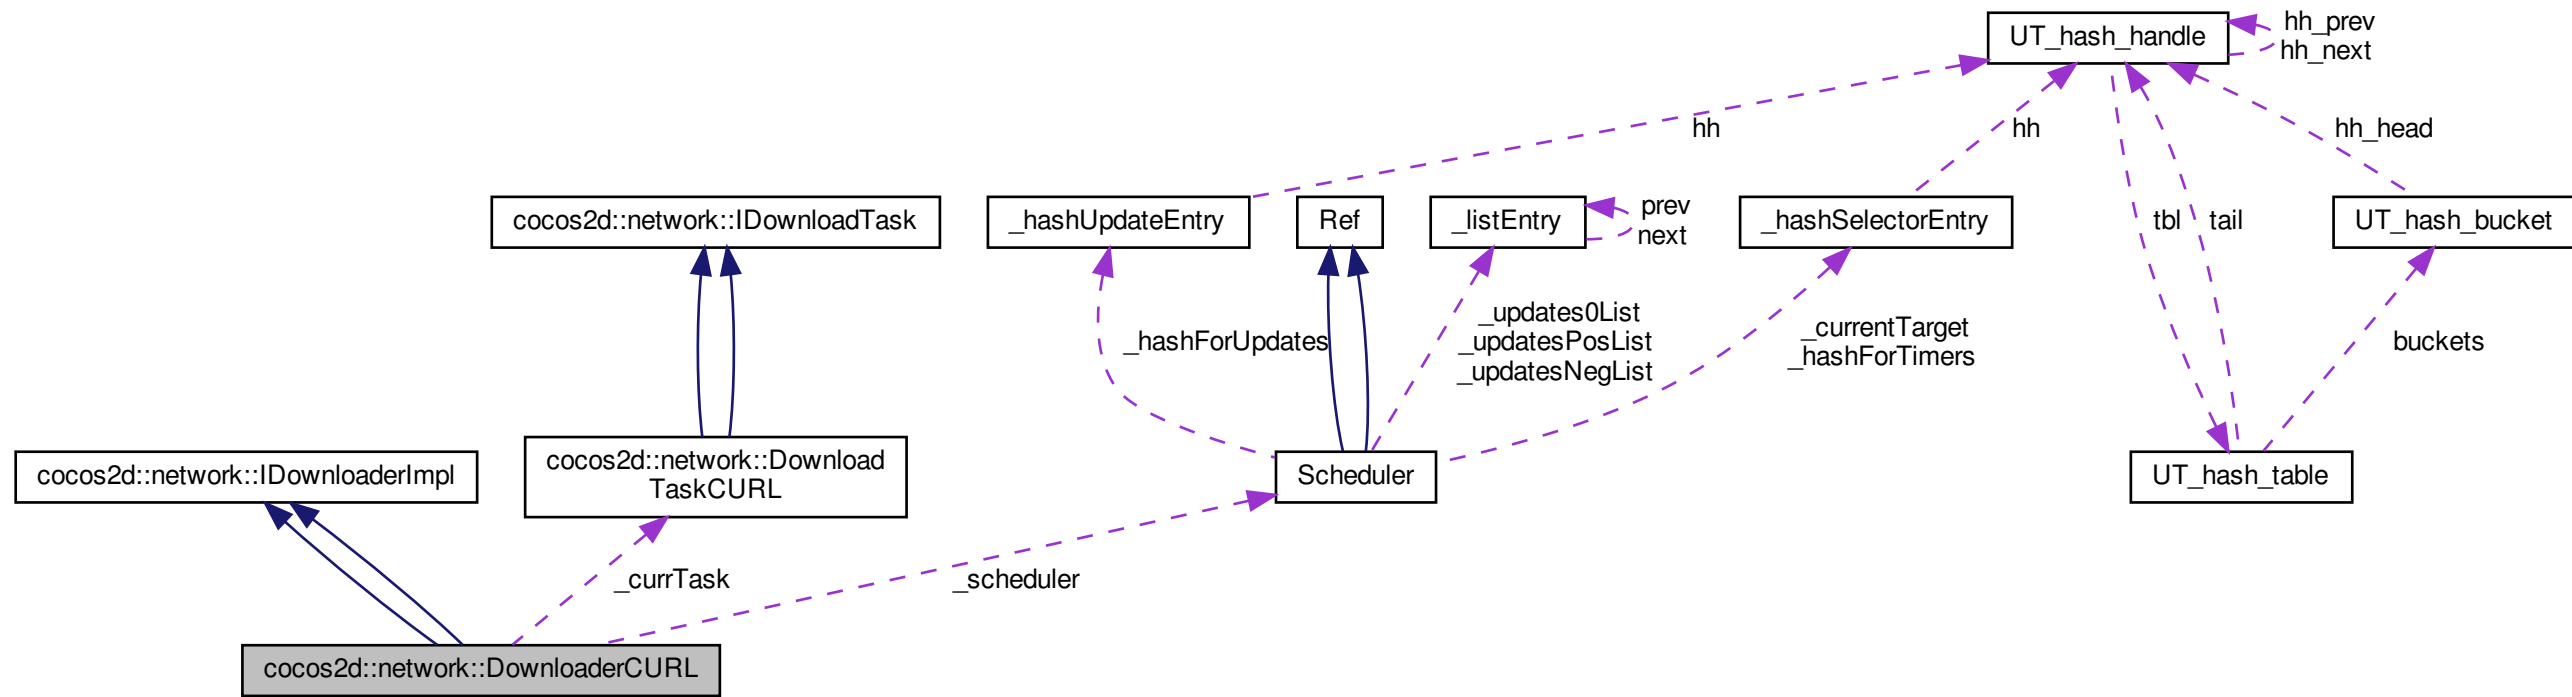 UT_hash_handle
hh_prev
hh_next
hh
hh
hh_head
cocos2d::network::IDownloadTask
_hashUpdateEntry
Ref
_listEntry
prev
next
_hashSelectorEntry
tbl
tail
UT_hash_bucket
_hashForUpdates
_updates0List
_updatesPosList
_updatesNegList
_currentTarget
_hashForTimers
buckets
cocos2d::network::IDownloaderImpl
cocos2d::network::Download
TaskCURL
Scheduler
UT_hash_table
_currTask
_scheduler
cocos2d::network::DownloaderCURL